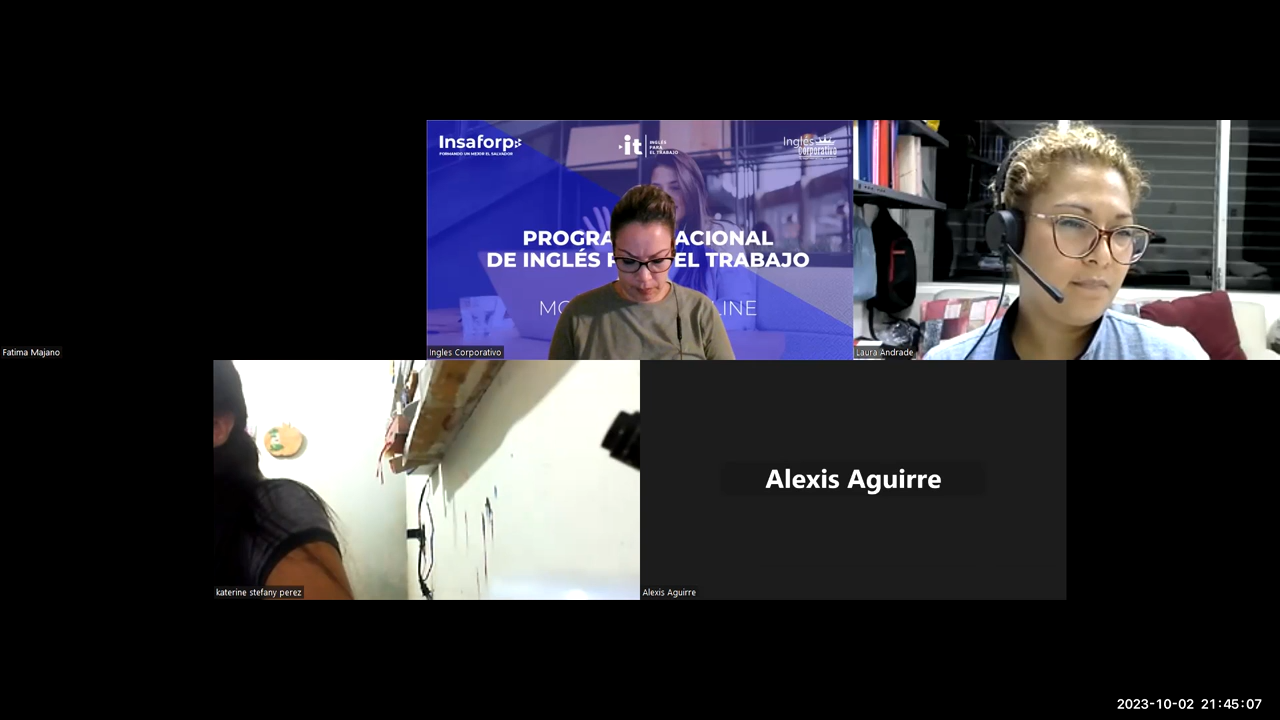 Insaforp
FORMANDO UN MEJOR EL SALVADOR
it
INGLÉS
PARA
EL TRABAJO
Inglés
corporativo
PROGRA ACIONAL
DE INGLÉS P EL TRABAJO
MO LINE
Fatima Majano
Ingles Corporativo
Laura Andrade
Alexis Aguirre
katerine stefany perez
Alexis Aguirre
2023-10-02 21:45:07